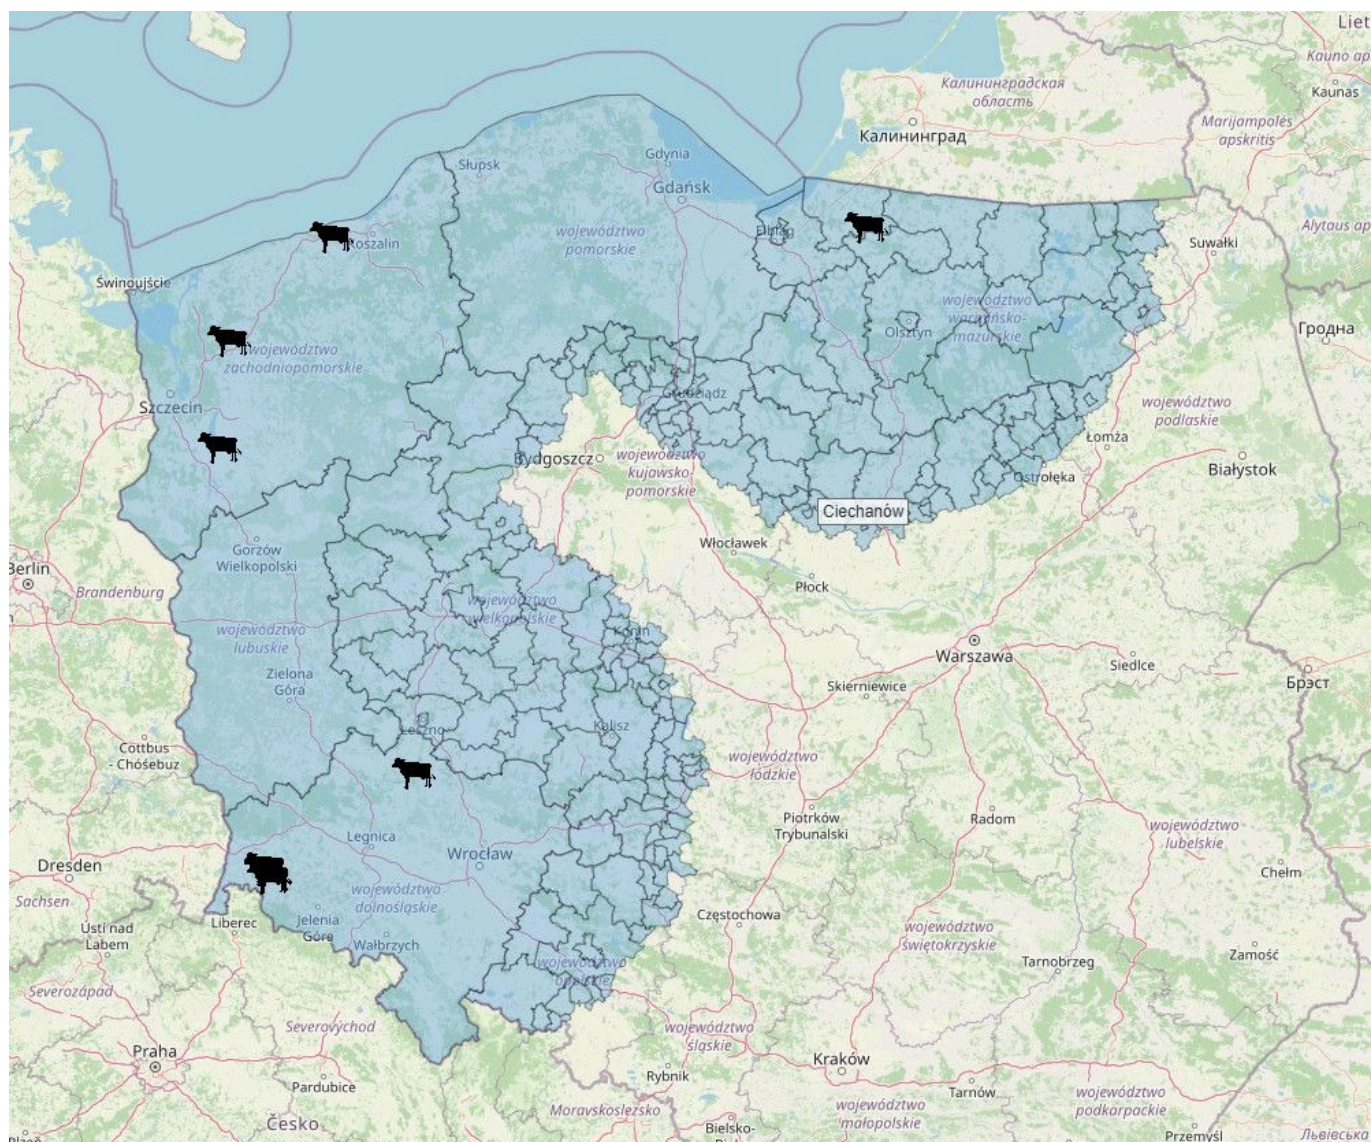 Liet
Kauno ap
Kaunas
Калининградская
область
Marijampolės
apskritis
Калининград
Gdynia
Słupsk
Gdańsk
Alytaus ap
województwo
pomorskie
Elbląg
Koszalin
Suwałki
Świnoujście
województwo
warmińsko-
mazurskie
Olsztyn
Гродна
województwo
zachodniopomorskie
Szczecin
Grudziądz
województwo
podlaskie
Łomża
Bydgoszcz
województwo
kujawsko-
pomorskie
Białystok
Ostrołęka
Ciechanów
Włocławek
Gorzów
Wielkopolski
Berlin
Brandenburg
Płock
województwo
wielkopolskie
województwo
lubuskie
Konin
Warszawa
Siedlce
Zielona
Góra
Skierniewice
Брэст
Leszno
Kalisz
Cottbus
- Chóśebuz
województwo
łódzkie
Piotrków
Trybunalski
Radom
Legnica
województwo
lubelskie
Wrocław
Dresden
Chełm
województwo
dolnośląskie
Sachsen
Częstochowa
Liberec
Jelenia
Góra
Ústí nad
Labem
Wałbrzych
województwo
świętokrzyskie
Zamość
województwo
opolskie
Tarnobrzeg
Severozápad
Severovýchod
województwo
śląskie
Praha
Kraków
Rybnik
Pardubice
Tarnów
województwo
podkarpackie
Moravskoslezsko
województwo
małopolskie
Česko
Bielsko-
Przemyśl
Львівська